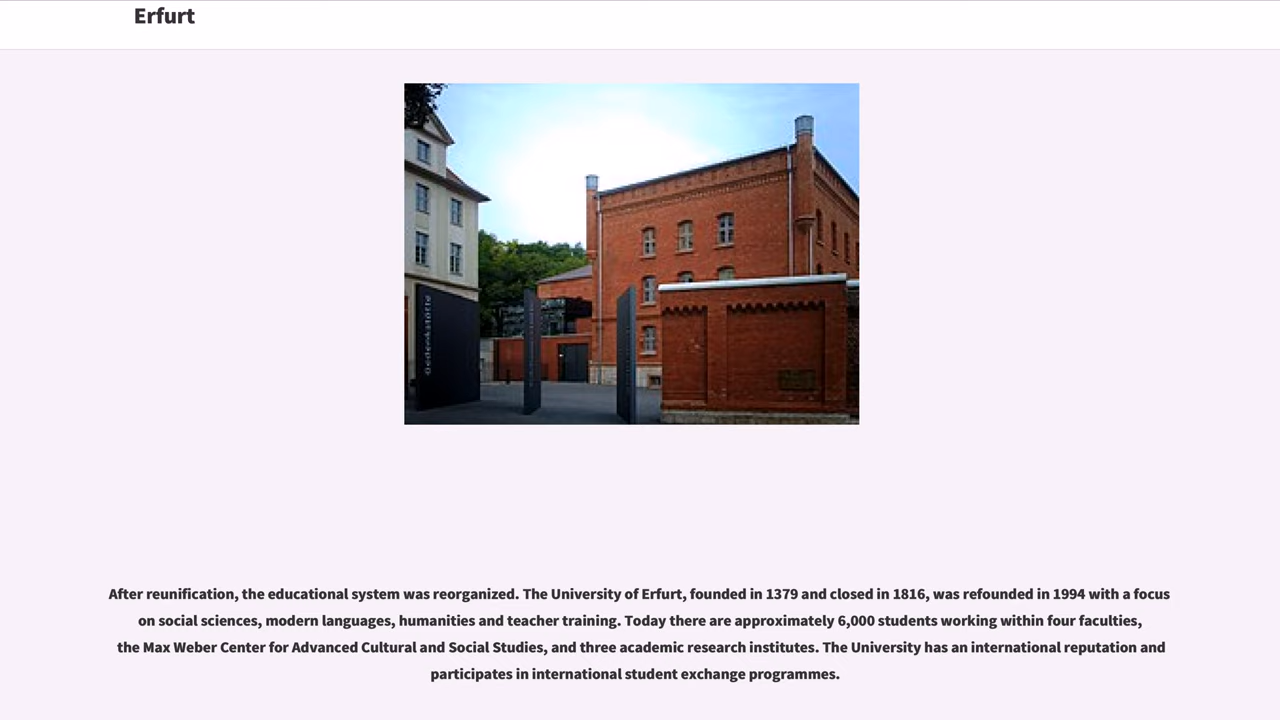 Erfurt
Gedenkstätte
After reunification, the educational system was reorganized. The University of Erfurt, founded in 1379 and closed in 1816, was refounded in 1994 with a focus
on social sciences, modern languages, humanities and teacher training. Today there are approximately 6,000 students working within four faculties,
the Max Weber Center for Advanced Cultural and Social Studies, and three academic research institutes. The University has an international reputation and
participates in international student exchange programmes.